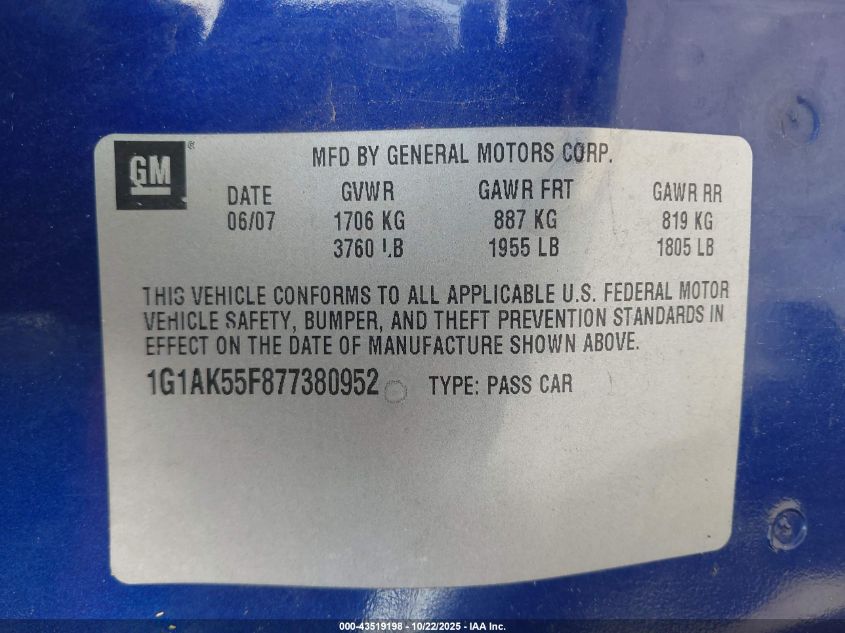 GM ®
MFD BY GENERAL MOTORS CORP.
DATE GVWR GAWR FRT GAWR RR
06/07 1706 KG 887 KG 819 KG
3760 LB 1955 LB 1805 LB
THIS VEHICLE CONFORMS TO ALL APPLICABLE U.S. FEDERAL MOTOR
VEHICLE SAFETY, BUMPER, AND THEFT PREVENTION STANDARDS IN
EFFECT ON THE DATE OF MANUFACTURE SHOWN ABOVE.
1G1AK55F877380952 TYPE: PASS CAR
000-43519198 - 10/22/2025 - IAA Inc.